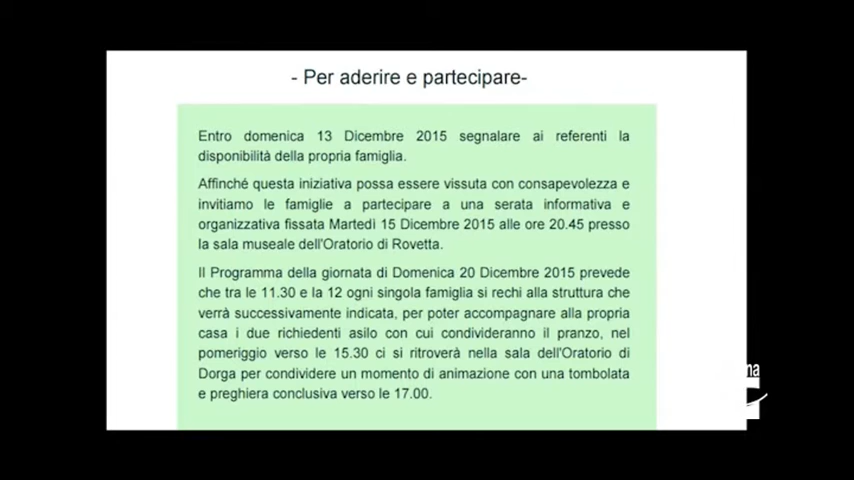 - Per aderire e partecipare-
Entro domenica 13 Dicembre 2015 segnalare ai referenti la
disponibilità della propria famiglia.
Affinché questa iniziativa possa essere vissuta con consapevolezza e
invitiamo le famiglie a partecipare a una serata informativa e
organizzativa fissata Martedì 15 Dicembre 2015 alle ore 20.45 presso
la sala museale dell'Oratorio di Rovetta.
Il Programma della giornata di Domenica 20 Dicembre 2015 prevede
che tra le 11.30 e la 12 ogni singola famiglia si rechi alla struttura che
verrà successivamente indicata, per poter accompagnare alla propria
casa i due richiedenti asilo con cui condivideranno il pranzo, nel
pomeriggio verso le 15.30 ci si ritroverà nella sala dell'Oratorio di
Dorga per condividere un momento di animazione con una tombolata
e preghiera conclusiva verso le 17.00.